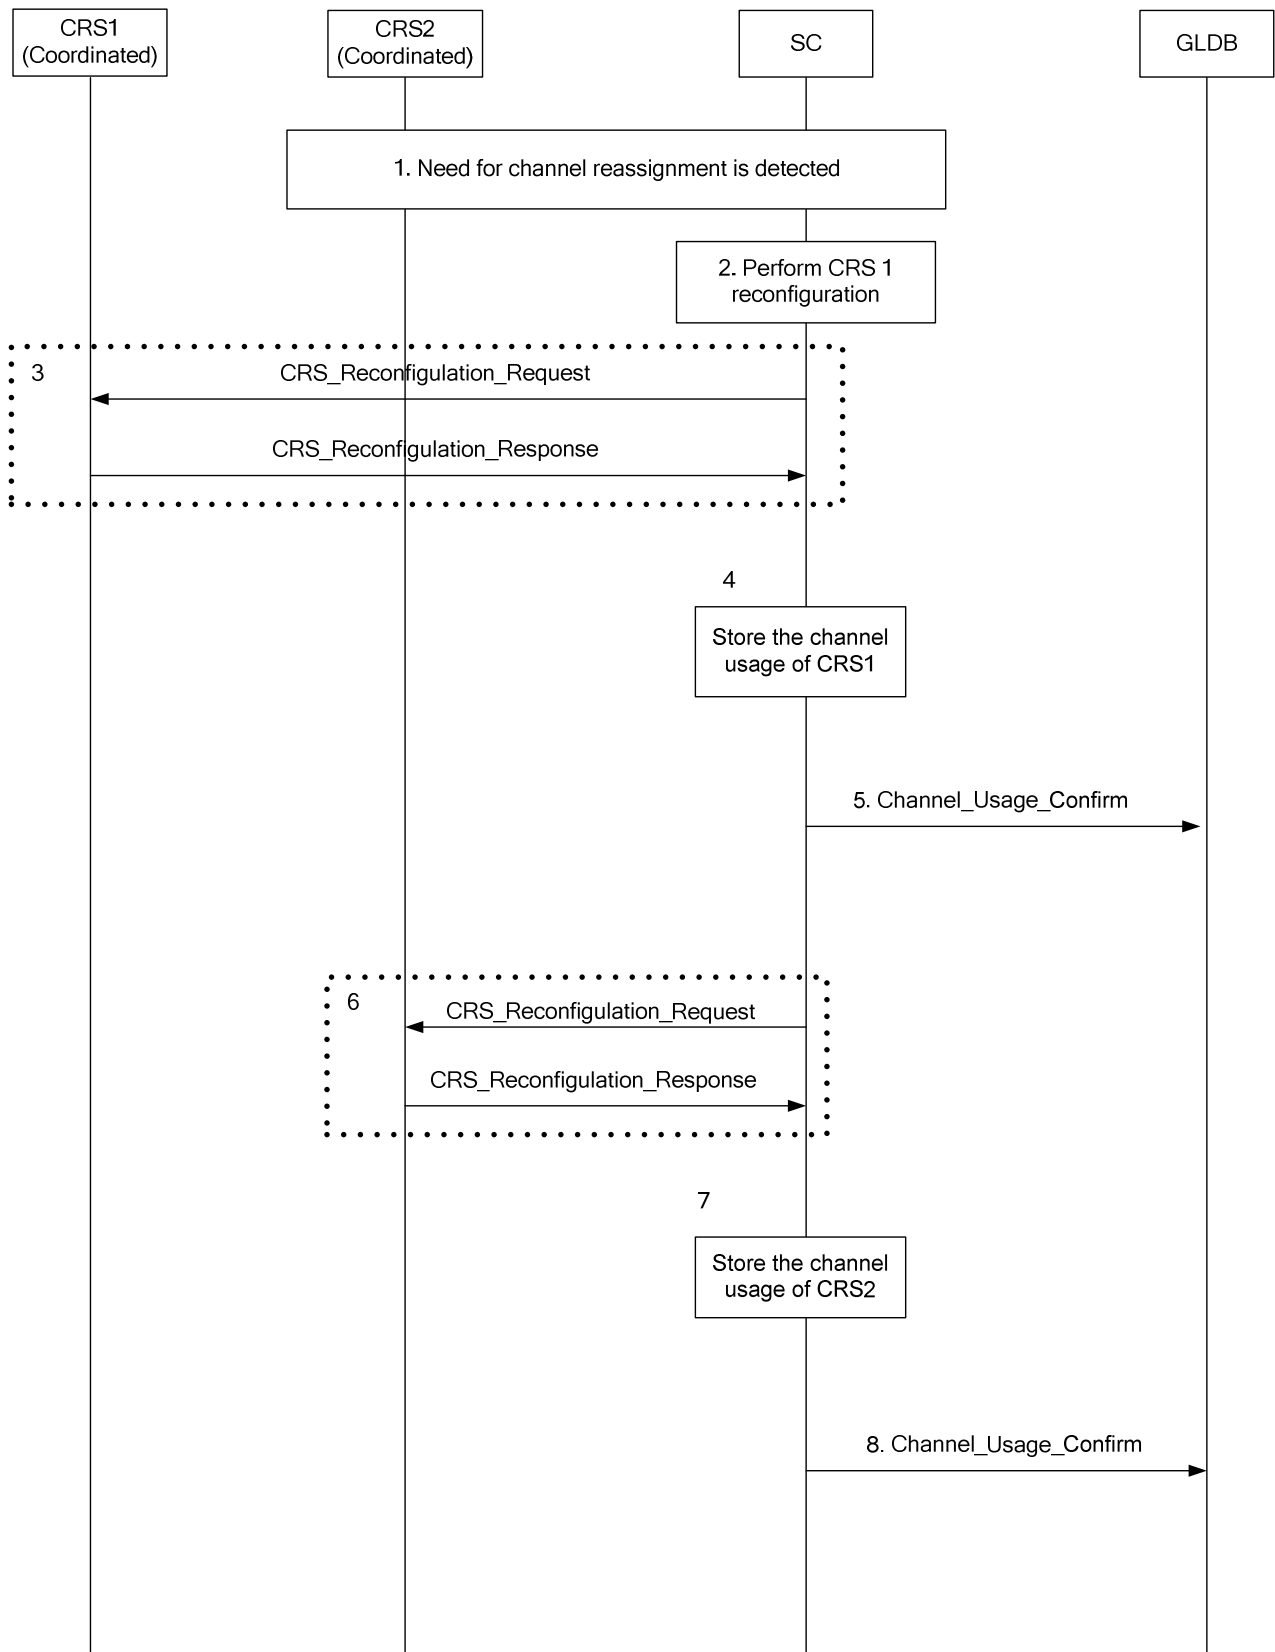 CRS1
(Coordinated)
CRS2
(Coordinated)
SC
GLDB
1. Need for channel reassignment is detected
2. Perform CRS 1
reconfiguration
3
CRS_Reconfigulation_Request
CRS_Reconfigulation_Response
4
Store the channel
usage of CRS1
5. Channel_Usage_Confirm
6
CRS_Reconfigulation_Request
CRS_Reconfigulation_Response
7
Store the channel
usage of CRS2
8. Channel_Usage_Confirm